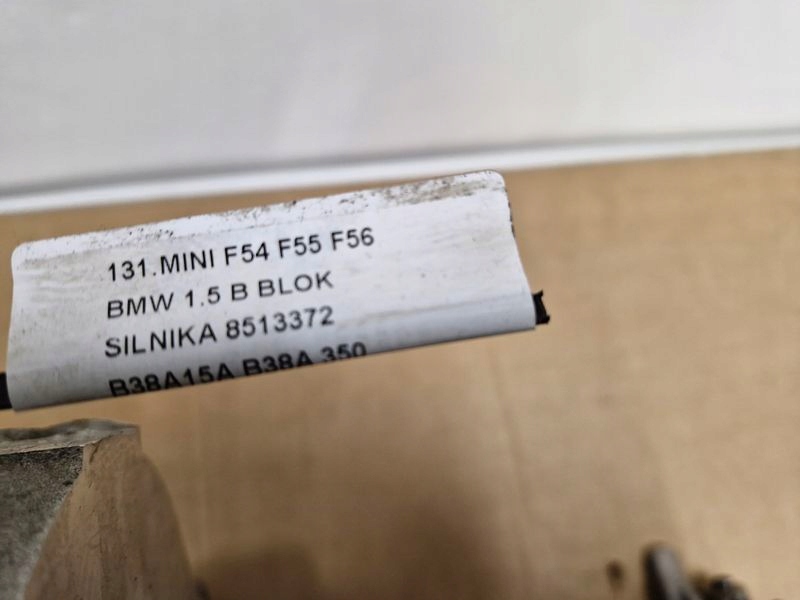 131.MINI F54 F55 F56
BMW 1.5 B BLOK
SILNIKA 8513372
B38A15A B38A 350